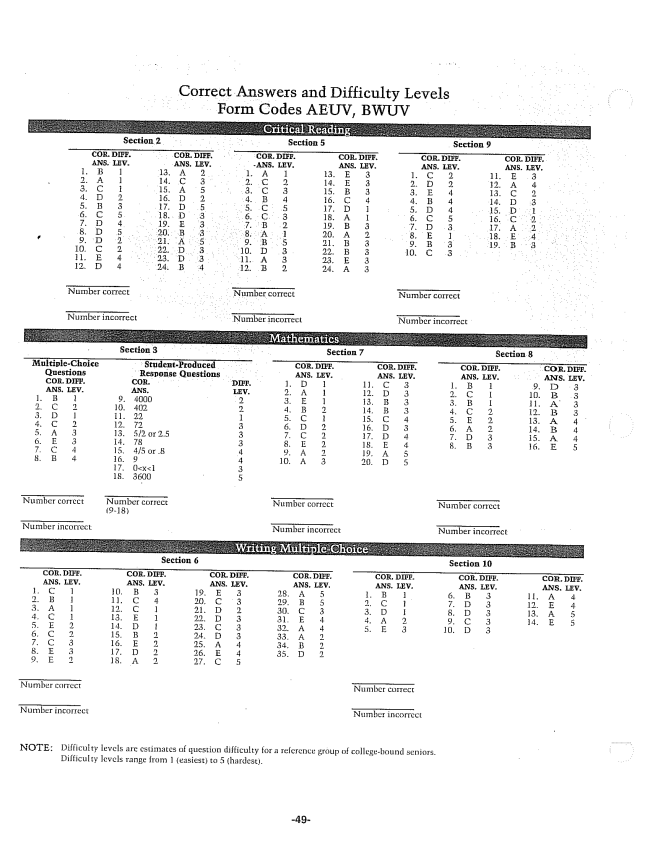 Correct Answers and Difficulty Levels
Form Codes AEUV, BWUV
Critical Reading
Section 2
COR. DIFF. ANS. LEV.
1. B 1
2. A 1
3. C 1
4. D 2
5. B 3
6. C 5
7. D 4
8. D 5
9. D 2
10. C 2
11. E 4
12. D 4
COR. DIFF. ANS. LEV.
13. A 2
14. C 3
15. A 5
16. D 2
17. D 5
18. D 3
19. E 3
20. B 3
21. A 5
22. D 3
23. D 3
24. B 4
Number correct
Number incorrect
Section 5
COR. DIFF.
ANS. LEV.
1. A 1
2. C 2
3. C 3
4. B 4
5. C 5
6. C 3
7. B 2
8. A 1
9. B 5
10. D 3
11. A 3
12. B 2
COR. DIFF.
ANS. LEV.
13. E 3
14. E 3
15. B 3
16. C 4
17. D 1
18. A 1
19. B 3
20. A 2
21. B 3
22. B 3
23. E 3
24. A 3
Number correct
Number incorrect
Section 9
COR. DIFF.
ANS. LEV.
1. C 2
2. D 2
3. E 4
4. B 4
5. D 4
6. C 5
7. D 3
8. E 1
9. B 3
10. C 3
COR. DIFF.
ANS. LEV.
11. E 3
12. A 4
13. C 2
14. D 3
15. D 1
16. C 2
17. A 2
18. E 4
19. B 3
Number correct
Number incorrect
Mathematics
Section 3
Multiple-Choice
Questions
COR. DIFF.
ANS. LEV.
1. B 1
2. C 2
3. D 1
4. C 2
5. A 3
6. E 3
7. C 4
8. B 4
Student-Produced
Response Questions
COR. DIFF.
ANS. LEV.
9. 4000 2
10. 402 2
11. 22 1
12. 72 3
13. 5/2 or 2.5 3
14. 78 3
15. 4/5 or .8 4
16. 9 4
17. 0<x<1 3
18. 3600 5
Number correct
Number incorrect
Number correct
(9-18)
Section 7
COR. DIFF.
ANS. LEV.
1. D 1
2. A 1
3. E 1
4. B 2
5. C 1
6. D 2
7. C 2
8. E 2
9. A 2
10. A 3
COR. DIFF.
ANS. LEV.
11. C 3
12. D 3
13. B 3
14. B 3
15. C 4
16. D 3
17. D 4
18. E 4
19. A 5
20. D 5
Number correct
Number incorrect
Section 8
COR. DIFF.
ANS. LEV.
1. B 1
2. C 1
3. B 1
4. C 2
5. E 2
6. A 2
7. D 3
8. B 3
COR. DIFF.
ANS. LEV.
9. D 3
10. B 3
11. A 3
12. B 3
13. A 4
14. B 4
15. A 4
16. E 5
Number correct
Number incorrect
Writing Multiple-Choice
Section 6
COR. DIFF.
ANS. LEV.
1. C 1
2. B 1
3. A 1
4. C 1
5. E 2
6. C 2
7. C 3
8. E 3
9. E 2
COR. DIFF.
ANS. LEV.
10. B 3
11. C 4
12. C 1
13. E 1
14. D 1
15. B 2
16. E 2
17. D 2
18. A 2
COR. DIFF.
ANS. LEV.
19. E 3
20. C 3
21. D 2
22. D 3
23. C 3
24. D 3
25. A 4
26. E 4
27. C 5
COR. DIFF.
ANS. LEV.
28. A 5
29. B 5
30. C 3
31. E 4
32. A 4
33. A 2
34. B 2
35. D 2
Number correct
Number incorrect
Section 10
COR. DIFF.
ANS. LEV.
1. B 1
2. C 1
3. D 1
4. A 2
5. E 3
COR. DIFF.
ANS. LEV.
6. B 3
7. D 3
8. D 3
9. C 3
10. D 3
COR. DIFF.
ANS. LEV.
11. A 4
12. E 4
13. A 5
14. E 5
Number correct
Number incorrect
NOTE: Difficulty levels are estimates of question difficulty for a reference group of college-bound seniors.
Difficulty levels range from 1 (easiest) to 5 (hardest).
-49-